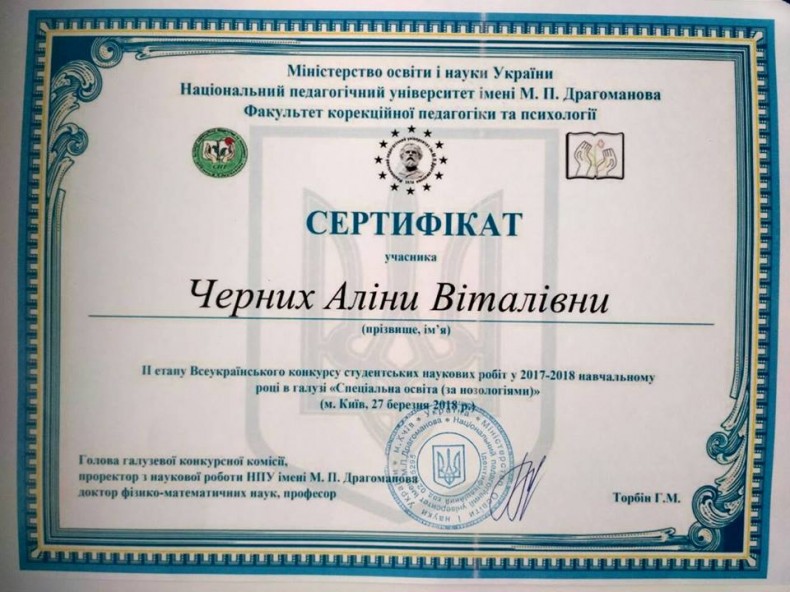 Міністерство освіти і науки України
Національний педагогічний університет імені М. П. Драгоманова
Факультет корекційної педагогіки та психології
СЕРТИФІКАТ
учасника
Черних Аліни Віталівни
(прізвище, ім’я)
ІІ етапу Всеукраїнського конкурсу студентських наукових робіт у 2017-2018 навчальному
році в галузі «Спеціальна освіта (за нозологіями)»
(м. Київ, 27 березня 2018 р.)
Голова галузевої конкурсної комісії,
проректор з наукової роботи НПУ імені М. П. Драгоманова
доктор фізико-математичних наук, професор
Торбін Г.М.